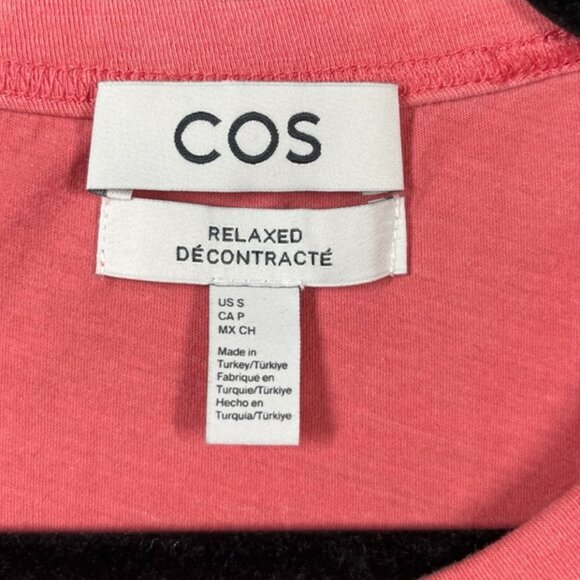 COS
RELAXED
DÉCONTRACTÉ
US S
CA P
MX CH
Made in
Turkey/Türkiye
Fabriqué en
Turquie/Türkiye
Hecho en
Turquía/Türkiye